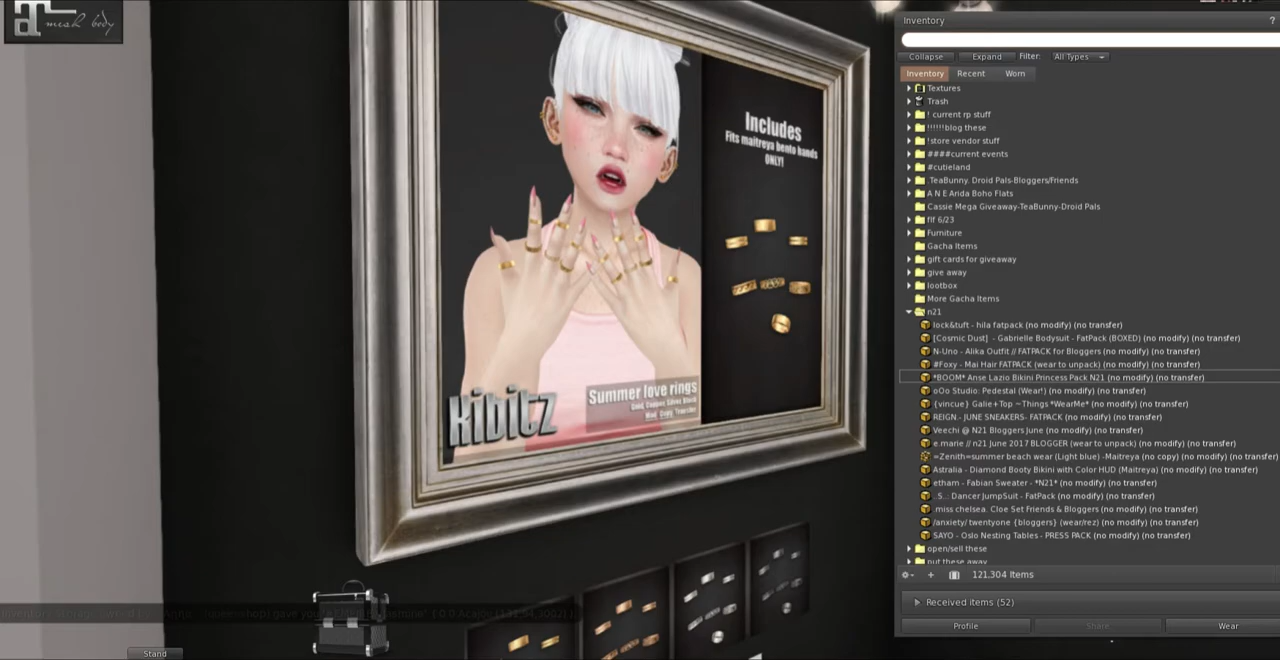 mesh body
Includes
Fits maitreya bento hands
ONLY!
kibitz
Summer love rings
Gold, Copper, Silver, Black
Mod Copy Transfer
Stand
Inventory
?
Collapse
Expand
Filter:
All Types
Inventory
Recent
Worn
Textures
Trash
! current rp stuff
!!!!!!blog these
!store vendor stuff
####current events
#cutieland
.TeaBunny. Droid Pals-Bloggers/Friends
A N E Arida Boho Flats
Cassie Mega Giveaway-TeaBunny-Droid Pals
flf 6/23
Furniture
Gacha Items
gift cards for giveaway
give away
lootbox
More Gacha Items
n21
lock&tuft - hila fatpack (no modify) (no transfer)
[Cosmic Dust] - Gabrielle Bodysuit - FatPack (BOXED) (no modify) (no transfer)
N-Uno - Alika Outfit // FATPACK for Bloggers (no modify) (no transfer)
#Foxy - Mai Hair FATPACK (wear to unpack) (no modify) (no transfer)
*BOOM* Anse Lazio Bikini Princess Pack N21 (no modify) (no transfer)
oOo Studio: Pedestal (Wear!) (no modify) (no transfer)
{vincue} Galie+Top ~Things *WearMe* (no modify) (no transfer)
REIGN.- JUNE SNEAKERS- FATPACK (no modify) (no transfer)
Veechi @ N21 Bloggers June (no modify) (no transfer)
e.marie // n21 June 2017 BLOGGER (wear to unpack) (no modify) (no transfer)
=Zenith=summer beach wear (Light blue) -Maitreya (no copy) (no modify) (no transfer)
Astralia - Diamond Booty Bikini with Color HUD (Maitreya) (no modify) (no transfer)
etham - Fabian Sweater - *N21* (no modify) (no transfer)
..S..: Dancer JumpSuit - FatPack (no modify) (no transfer)
.miss chelsea. Cloe Set Friends & Bloggers (no modify) (no transfer)
/anxiety/ twentyone {bloggers} (wear/rez) (no modify) (no transfer)
SAYO - Oslo Nesting Tables - PRESS PACK (no modify) (no transfer)
open/sell these
put these away
121,304 Items
Received items (52)
Profile
Share
Wear